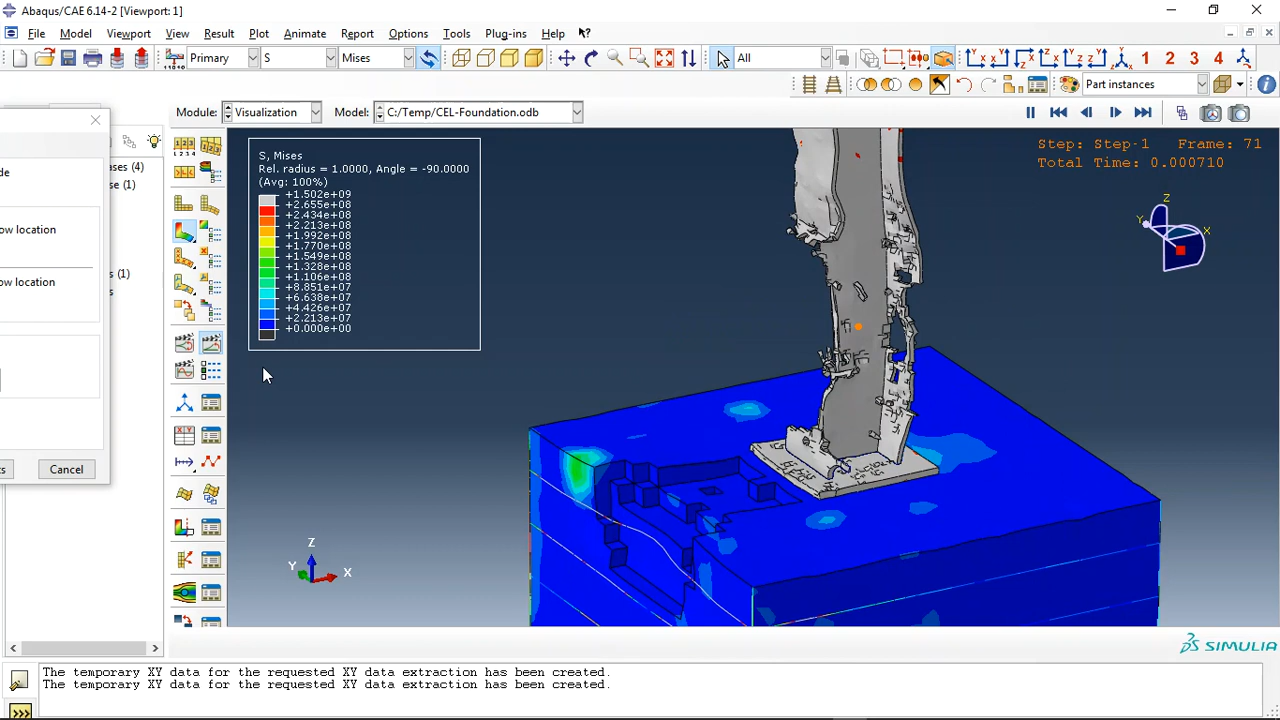 Abaqus/CAE 6.14-2 [Viewport: 1]
File Model Viewport View Result Plot Animate Report Options Tools Plug-ins Help
Primary S Mises All
Part instances
Module: Visualization Model: C:/Temp/CEL-Foundation.odb
S, Mises
Rel. radius = 1.0000, Angle = -90.0000
(Avg: 100%)
+1.502e+09
+2.655e+08
+2.434e+08
+2.213e+08
+1.992e+08
+1.770e+08
+1.549e+08
+1.328e+08
+1.106e+08
+8.851e+07
+6.638e+07
+4.426e+07
+2.213e+07
+0.000e+00
Step: Step-1 Frame: 71
Total Time: 0.000710
Z
Y
X
ases (4)
se (1)
de
ow location
s (1)
ow location
s
ts
Cancel
Z
Y
X
SIMULIA
The temporary XY data for the requested XY data extraction has been created.
The temporary XY data for the requested XY data extraction has been created.